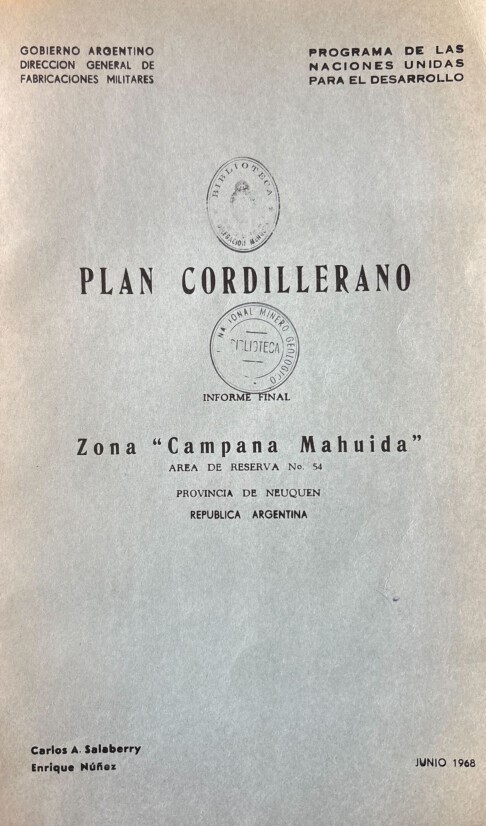 GOBIERNO ARGENTINO
DIRECCION GENERAL DE
FABRICACIONES MILITARES
PROGRAMA DE LAS
NACIONES UNIDAS
PARA EL DESARROLLO
BIBLIOTECA
PLAN CORDILLERANO
MINERO GEOLOGICO
BIBLIOTECA
INFORME FINAL
Zona "Campana Mahuida"
AREA DE RESERVA No. 54
PROVINCIA DE NEUQUEN
REPUBLICA ARGENTINA
Carlos A. Salaberry
Enrique Núñez
JUNIO 1968